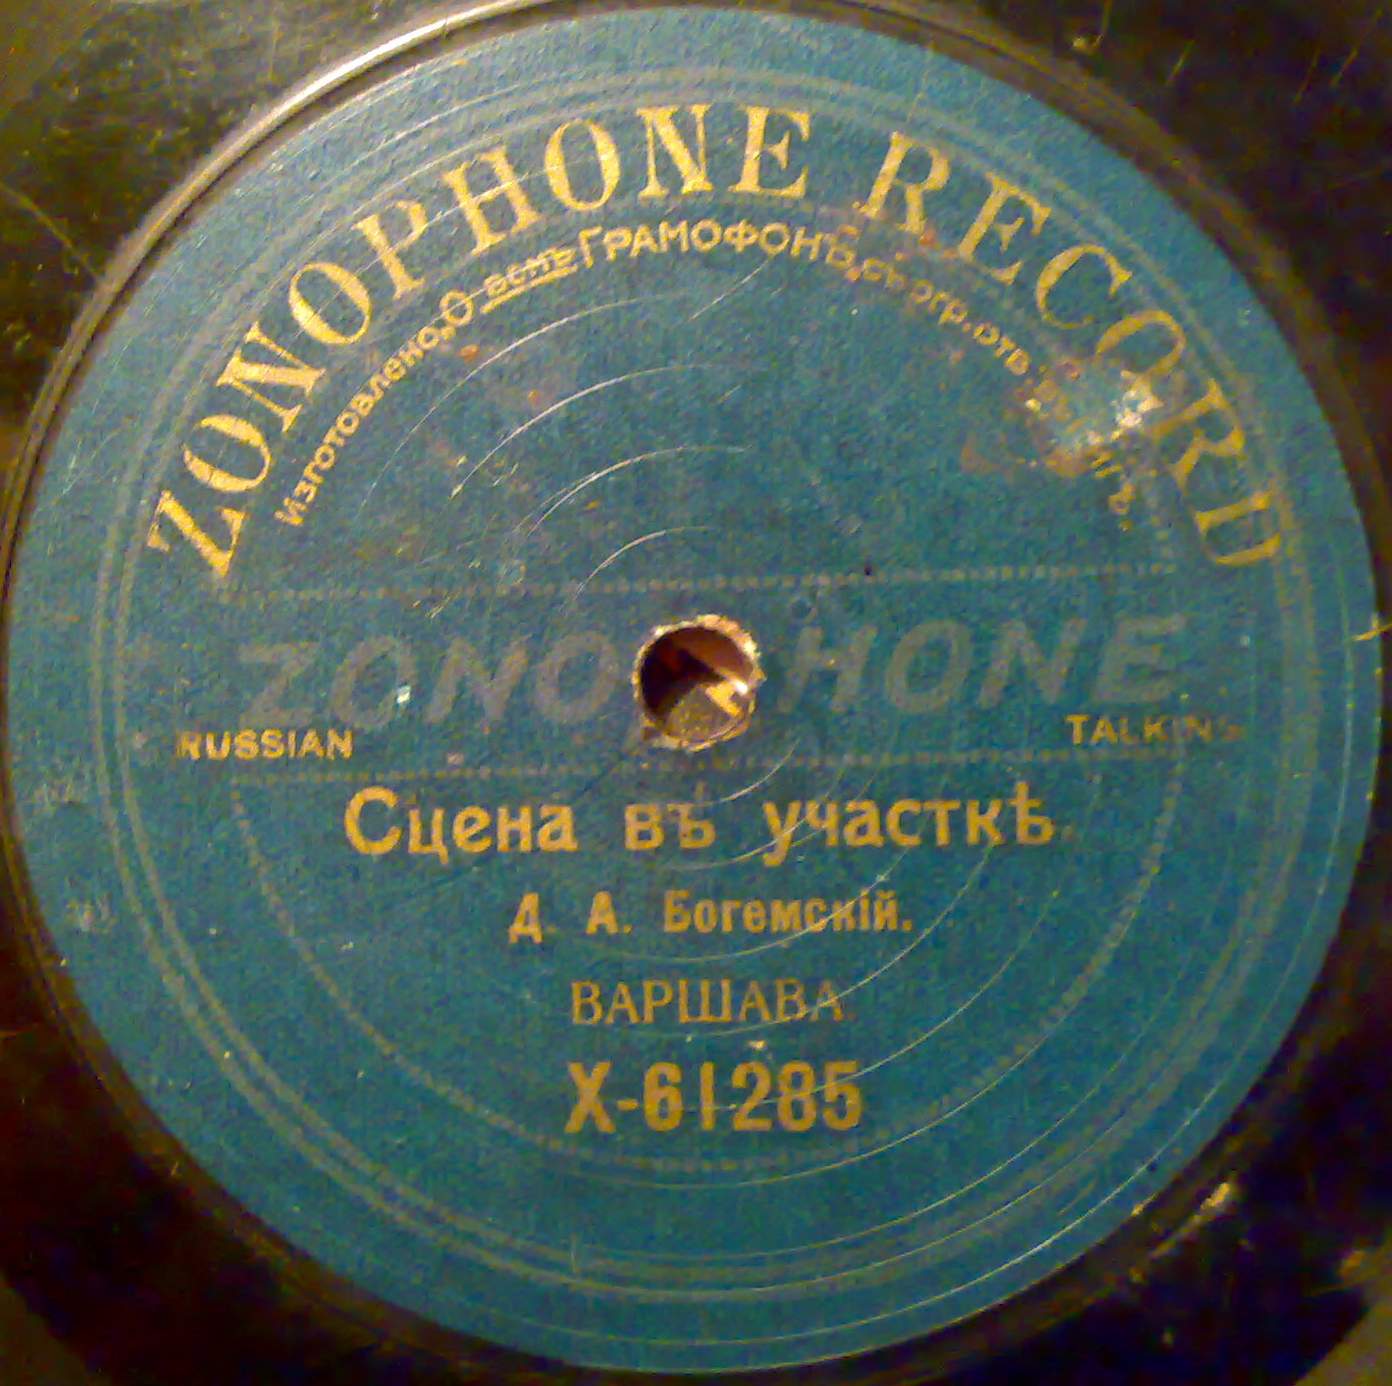 ZONOPHONE RECORD
Изготовлено. О-вомъ ГРАМОФОНЪ съ огр. отв.
ZONOPHONE
RUSSIAN TALKING
Сцена въ участкѣ.
Д. А. Богемскій.
ВАРШАВА.
X-61285